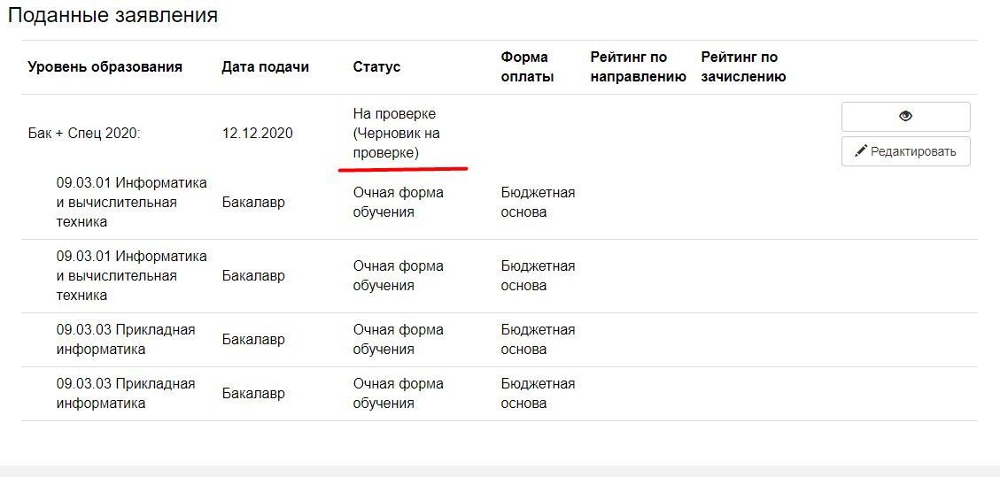 Поданные заявления
Уровень образования
Дата подачи
Статус
Форма
оплаты
Рейтинг по
направлению
Рейтинг по
зачислению
Бак + Спец 2020:
12.12.2020
На проверке
(Черновик на
проверке)
Редактировать
09.03.01 Информатика
и вычислительная
техника
Бакалавр
Очная форма
обучения
Бюджетная
основа
09.03.01 Информатика
и вычислительная
техника
Бакалавр
Очная форма
обучения
Бюджетная
основа
09.03.03 Прикладная
информатика
Бакалавр
Очная форма
обучения
Бюджетная
основа
09.03.03 Прикладная
информатика
Бакалавр
Очная форма
обучения
Бюджетная
основа